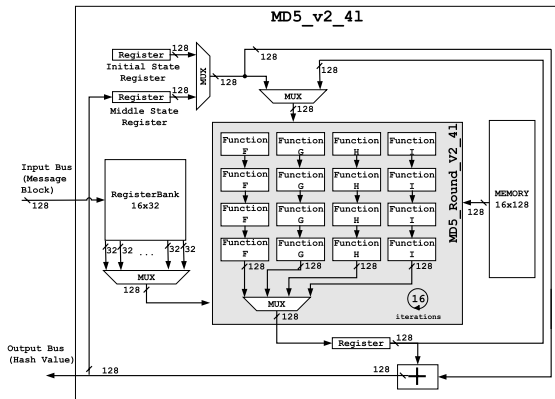 MD5_v2_4l
Register
128
Initial State
Register
MUX
128
128
Register
128
Middle State
Register
128
MUX
128
Function
F
Function
G
Function
H
Function
I
Function
F
Function
G
Function
H
Function
I
Function
F
Function
G
Function
H
Function
I
Function
F
Function
G
Function
H
Function
I
128
128
128
128
MUX
128
16
iterations
MD5_Round_V2_4l
MEMORY
16x128
128
Input Bus
(Message
Block)
128
RegisterBank
16x32
32
32
...
32
32
MUX
128
Register
128
Output Bus
(Hash Value)
128
128
+